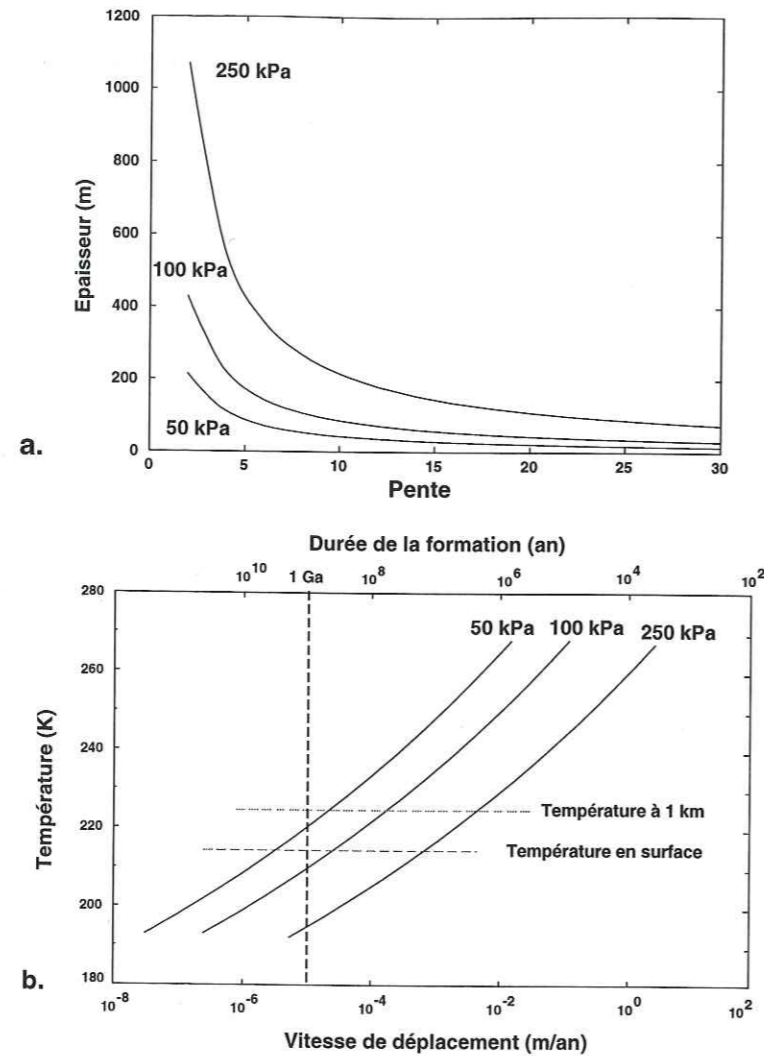 1200
1000
800
600
400
200
0
Epaisseur (m)
250 kPa
100 kPa
50 kPa
0 5 10 15 20 25 30
Pente
a.
Durée de la formation (an)
10^10 1 Ga 10^8 10^6 10^4 10^2
280
260
240
220
200
180
Température (K)
50 kPa 100 kPa 250 kPa
Température à 1 km
Température en surface
10^-8 10^-6 10^-4 10^-2 10^0 10^2
Vitesse de déplacement (m/an)
b.